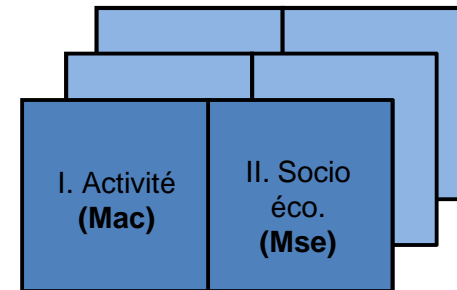 I. Activité
(Mac)
II. Socio
éco.
(Mse)